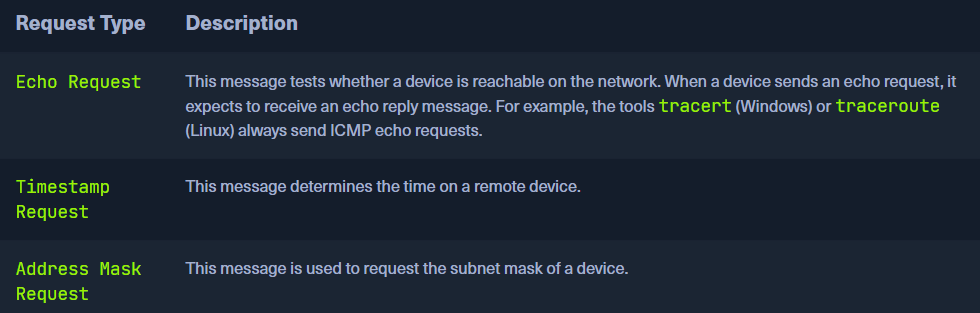 Request Type Description
Echo Request This message tests whether a device is reachable on the network. When a device sends an echo request, it
expects to receive an echo reply message. For example, the tools tracert (Windows) or traceroute
(Linux) always send ICMP echo requests.
Timestamp
Request
This message determines the time on a remote device.
Address Mask
Request
This message is used to request the subnet mask of a device.